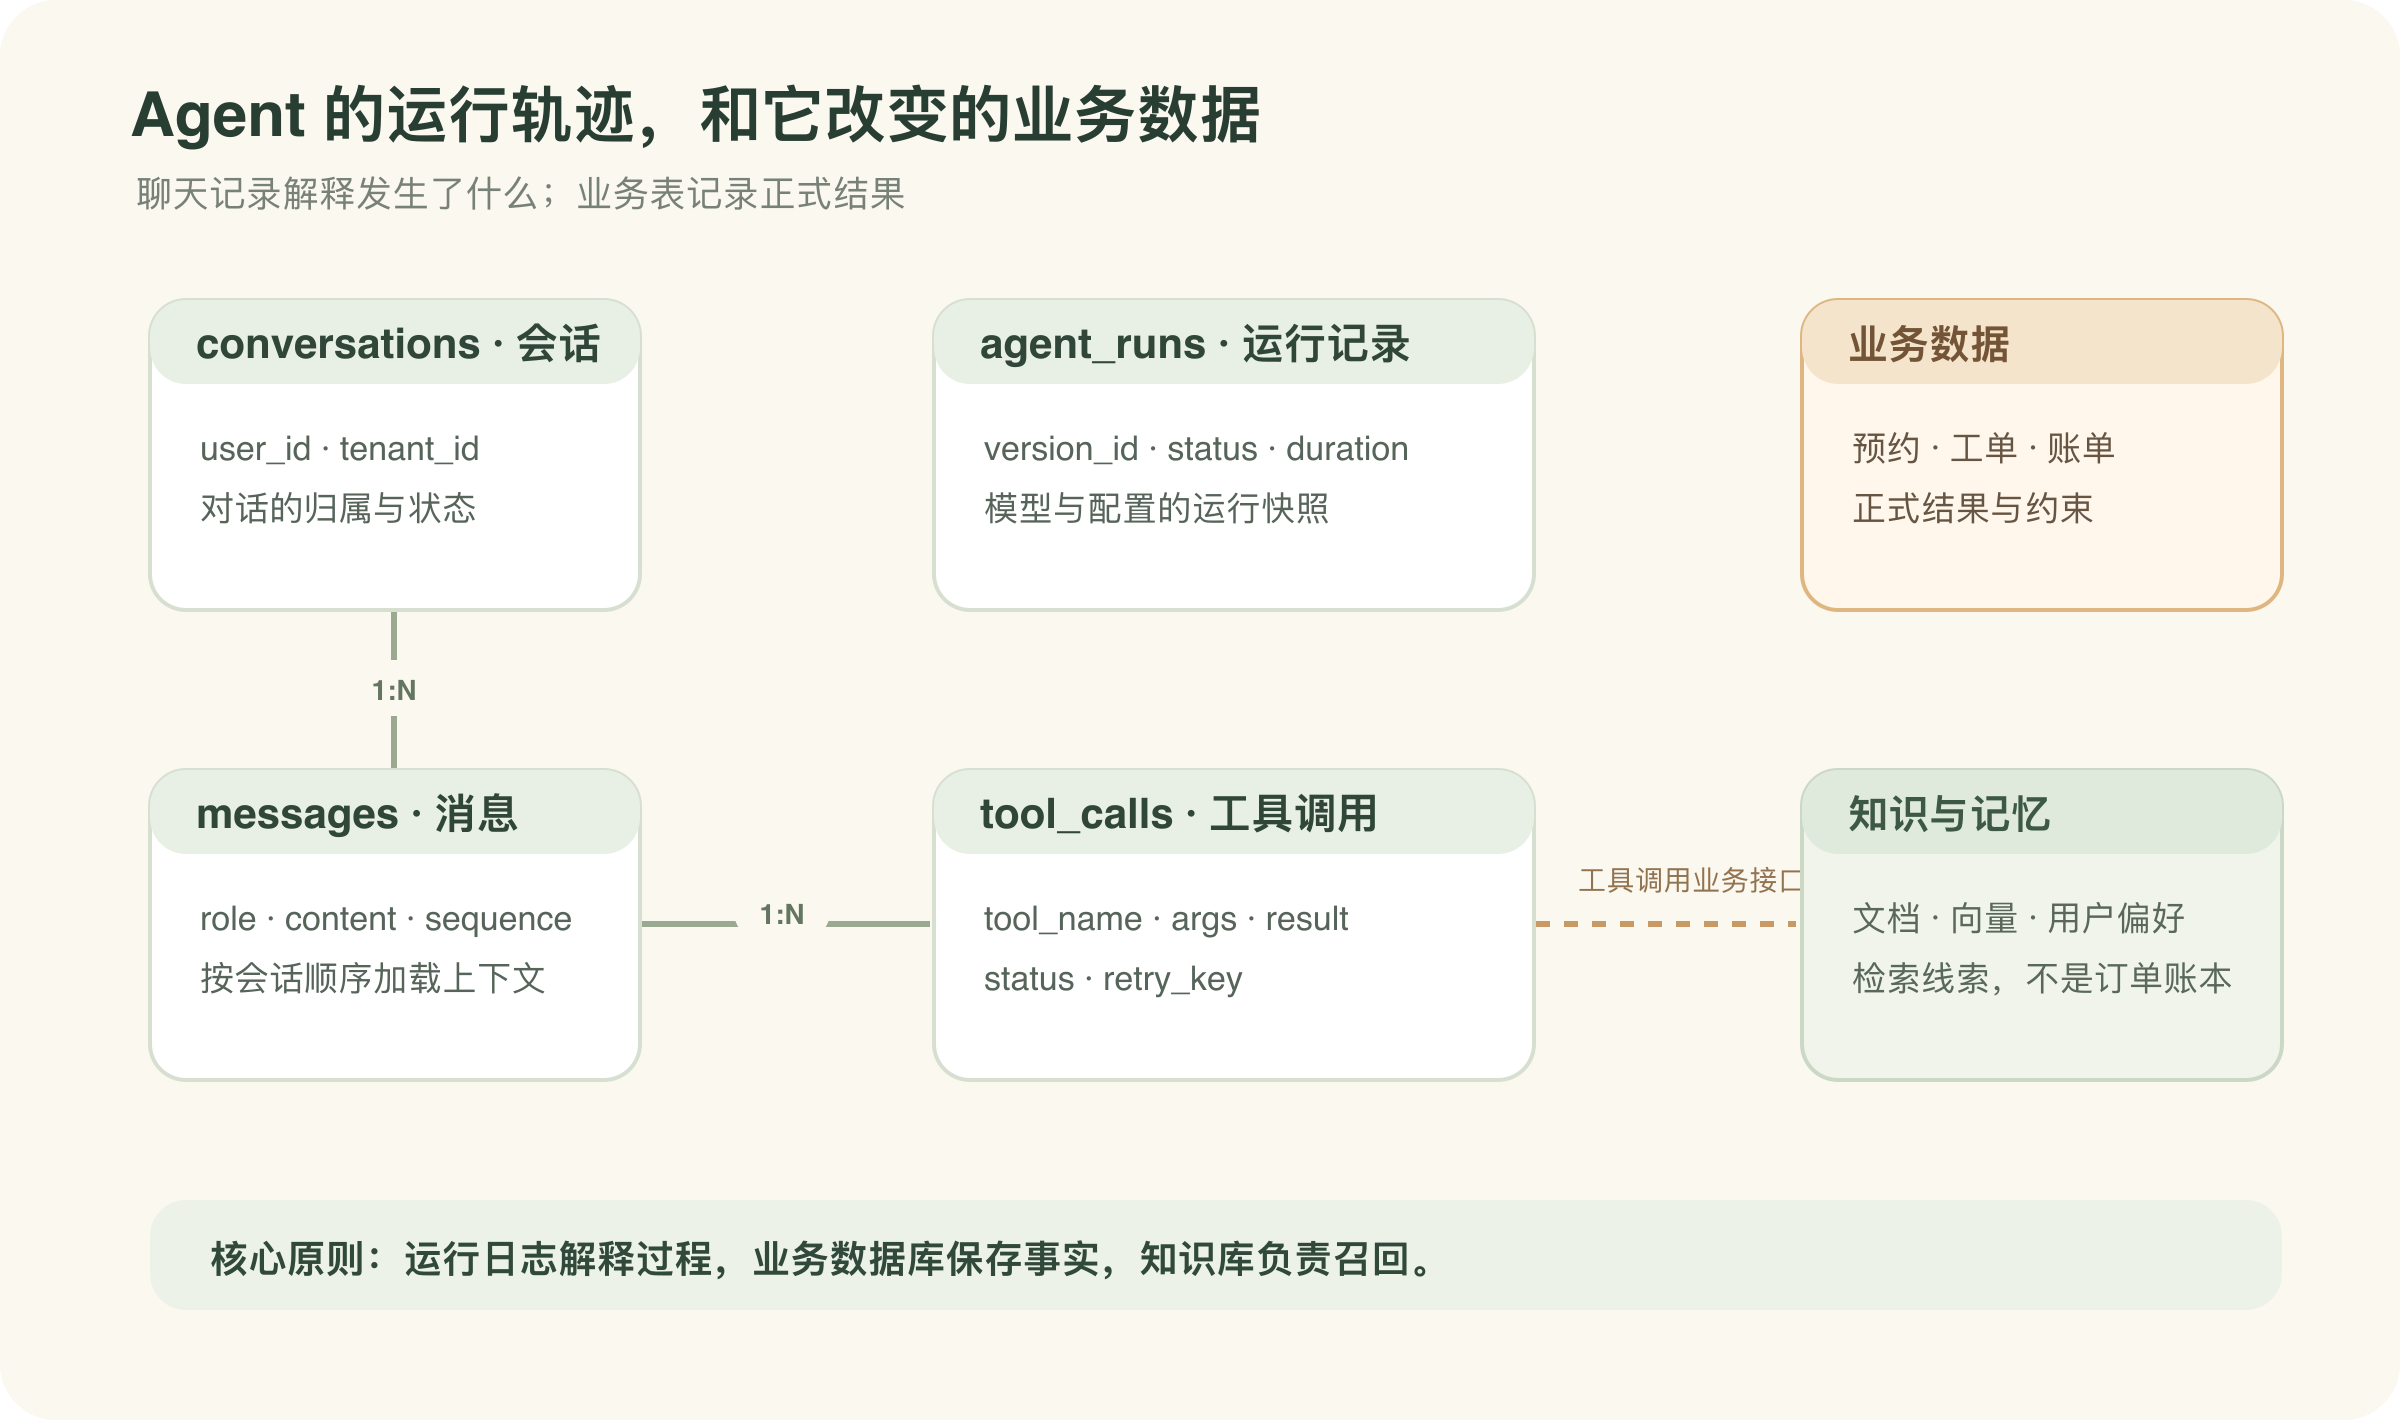 Agent 的运行轨迹，和它改变的业务数据
聊天记录解释发生了什么；业务表记录正式结果
conversations · 会话
user_id · tenant_id
对话的归属与状态
agent_runs · 运行记录
version_id · status · duration
模型与配置的运行快照
业务数据
预约 · 工单 · 账单
正式结果与约束
1:N
messages · 消息
role · content · sequence
按会话顺序加载上下文
1:N
tool_calls · 工具调用
tool_name · args · result
status · retry_key
工具调用业务接口
知识与记忆
文档 · 向量 · 用户偏好
检索线索，不是订单账本
核心原则：运行日志解释过程，业务数据库保存事实，知识库负责召回。